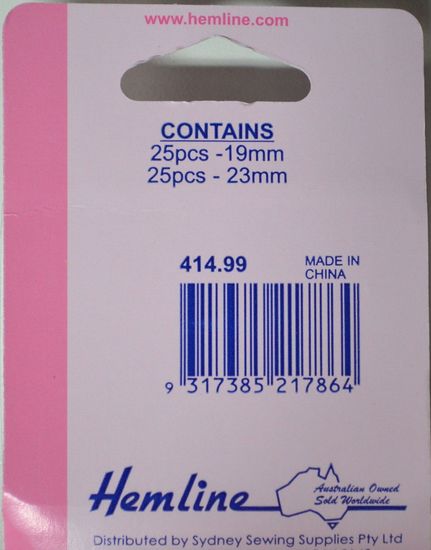 www.hemline.com
CONTAINS
25pcs -19mm
25pcs - 23mm
414.99
MADE IN
CHINA
9 317385 217864
Hemline
Australian Owned
Sold Worldwide
Distributed by Sydney Sewing Supplies Pty Ltd